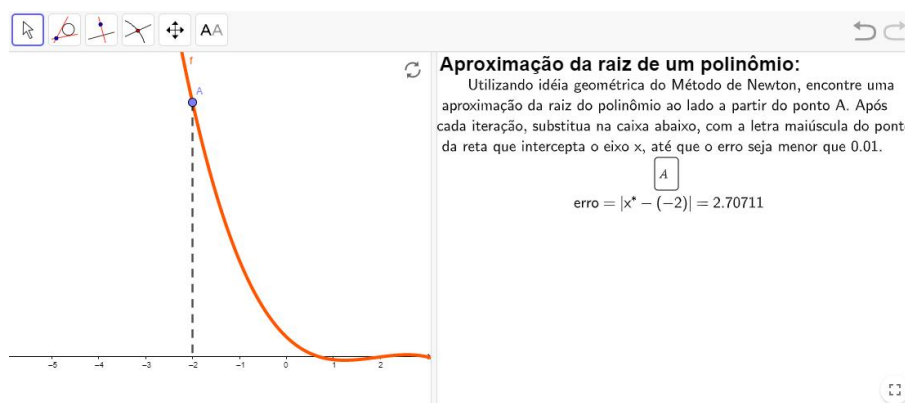 AA
f
A
-5 -4 -3 -2 -1 0 1 2
Aproximação da raiz de um polinômio:
Utilizando idéia geométrica do Método de Newton, encontre uma
aproximação da raiz do polinômio ao lado a partir do ponto A. Após
cada iteração, substitua na caixa abaixo, com a letra maiúscula do pont
da reta que intercepta o eixo x, até que o erro seja menor que 0.01.
A
erro = |x* − (−2)| = 2.70711